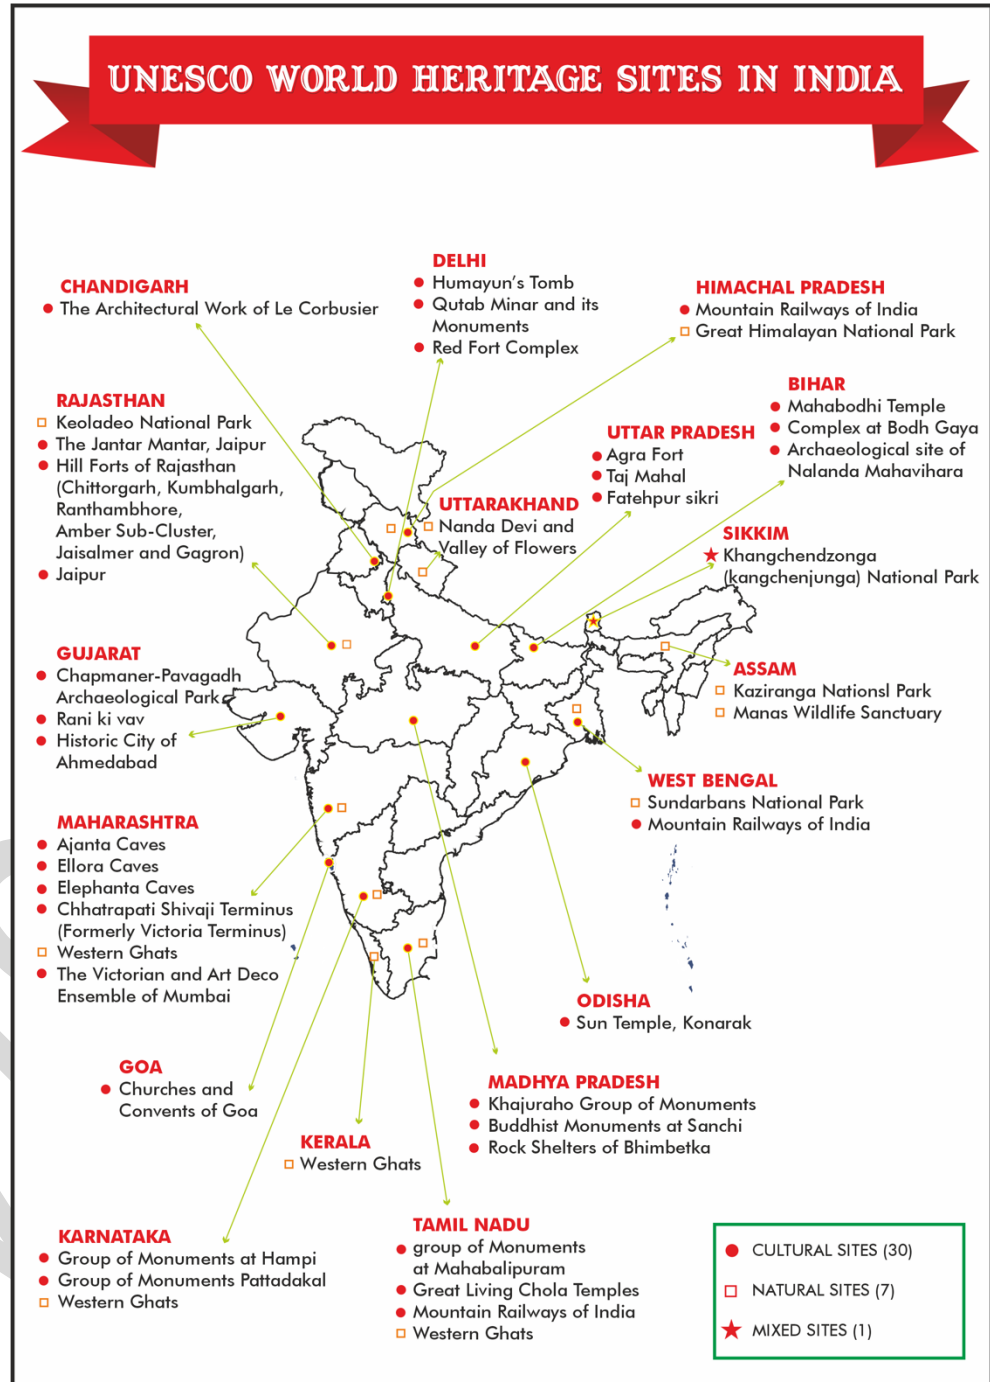 UNESCO WORLD HERITAGE SITES IN INDIA
DELHI
Humayun's Tomb
Qutab Minar and its
Monuments
Red Fort Complex
CHANDIGARH
The Architectural Work of Le Corbusier
HIMACHAL PRADESH
Mountain Railways of India
Great Himalayan National Park
BIHAR
Mahabodhi Temple
Complex at Bodh Gaya
Archaeological site of
Nalanda Mahavihara
RAJASTHAN
Keoladeo National Park
The Jantar Mantar, Jaipur
Hill Forts of Rajasthan
(Chittorgarh, Kumbhalgarh,
Ranthambhore,
Amber Sub-Cluster,
Jaisalmer and Gagron)
Jaipur
UTTAR PRADESH
Agra Fort
Taj Mahal
Fatehpur sikri
UTTARAKHAND
Nanda Devi and
Valley of Flowers
SIKKIM
Khangchendzonga
(kangchenjunga) National Park
GUJARAT
Chapmaner-Pavagadh
Archaeological Park
Rani ki vav
Historic City of
Ahmedabad
ASSAM
Kaziranga Nationsl Park
Manas Wildlife Sanctuary
WEST BENGAL
Sundarbans National Park
Mountain Railways of India
MAHARASHTRA
Ajanta Caves
Ellora Caves
Elephanta Caves
Chhatrapati Shivaji Terminus
(Formerly Victoria Terminus)
Western Ghats
The Victorian and Art Deco
Ensemble of Mumbai
ODISHA
Sun Temple, Konarak
GOA
Churches and
Convents of Goa
MADHYA PRADESH
Khajuraho Group of Monuments
Buddhist Monuments at Sanchi
Rock Shelters of Bhimbetka
KERALA
Western Ghats
KARNATAKA
Group of Monuments at Hampi
Group of Monuments Pattadakal
Western Ghats
TAMIL NADU
group of Monuments
at Mahabalipuram
Great Living Chola Temples
Mountain Railways of India
Western Ghats
CULTURAL SITES (30)
NATURAL SITES (7)
MIXED SITES (1)